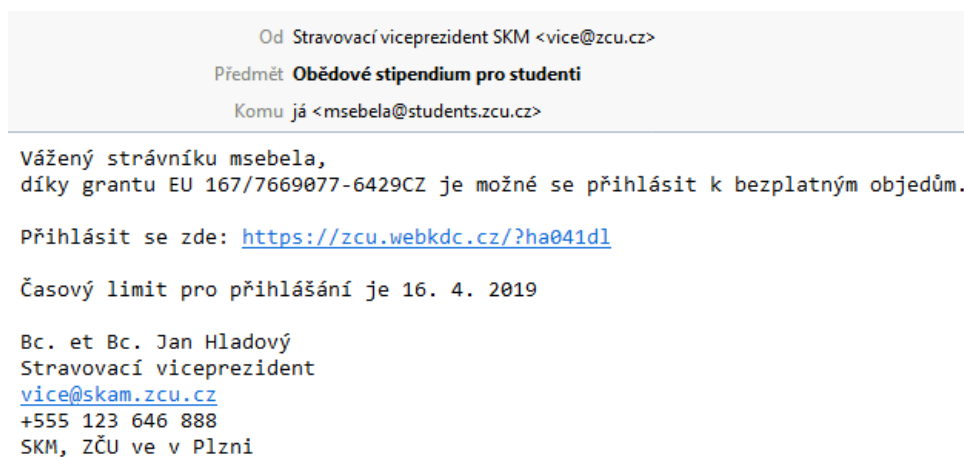 Od Stravovací viceprezident SKM <vice@zcu.cz>
Předmět Obědové stipendium pro studenti
Komu já <msebela@students.zcu.cz>
Vážený strávníku msebela,
díky grantu EU 167/7669077-6429CZ je možné se přihlásit k bezplatným objedům.
Přihlásit se zde: https://zcu.webkdc.cz/?ha041dl
Časový limit pro přihlášání je 16. 4. 2019
Bc. et Bc. Jan Hladový
Stravovací viceprezident
vice@skam.zcu.cz
+555 123 646 888
SKM, ZČU ve v Plzni